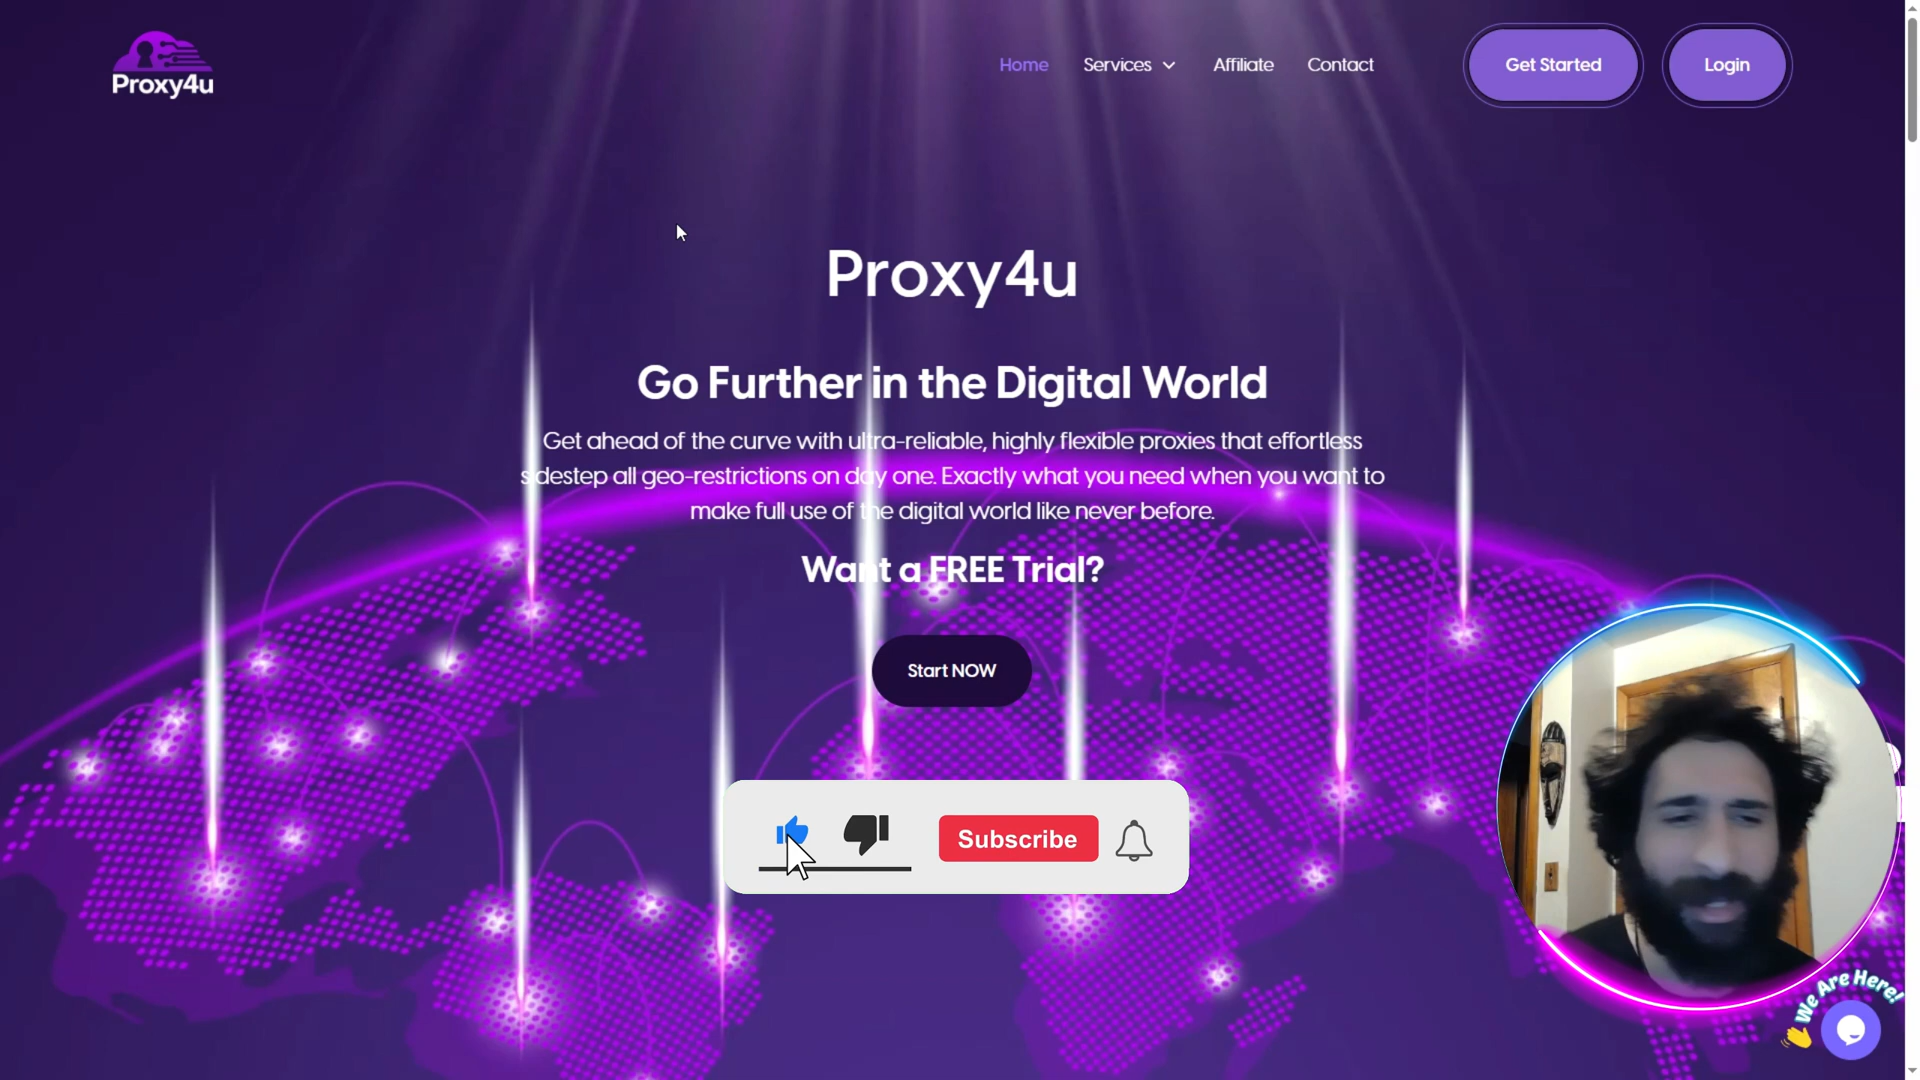 Proxy4u
Home
Services
Affiliate
Contact
Get Started
Login
Proxy4u
Go Further in the Digital World
Get ahead of the curve with ultra-reliable, highly flexible proxies that effortless
sidestep all geo-restrictions on day one. Exactly what you need when you want to
make full use of the digital world like never before.
Want a FREE Trial?
Start NOW
Subscribe
We Are Here!